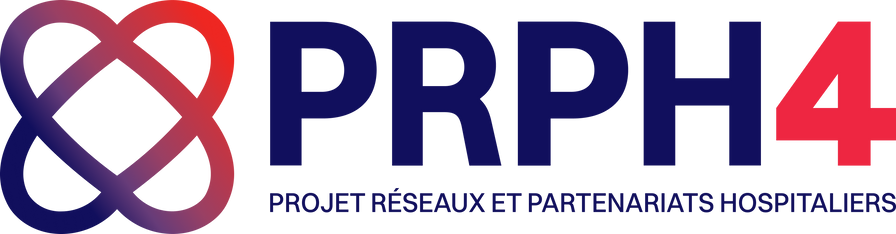 PRPH4
PROJET RÉSEAUX ET PARTENARIATS HOSPITALIERS